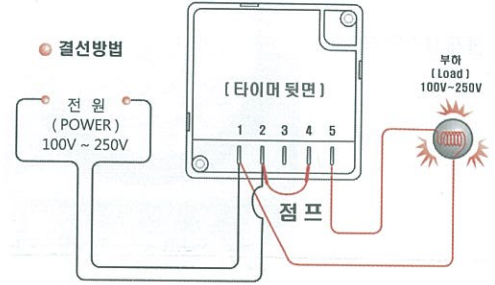 결선방법
전 원
( POWER )
100V ~ 250V
[ 타이머 뒷면 ]
1 2 3 4 5
점 프
부하
[ Load ]
100V~250V